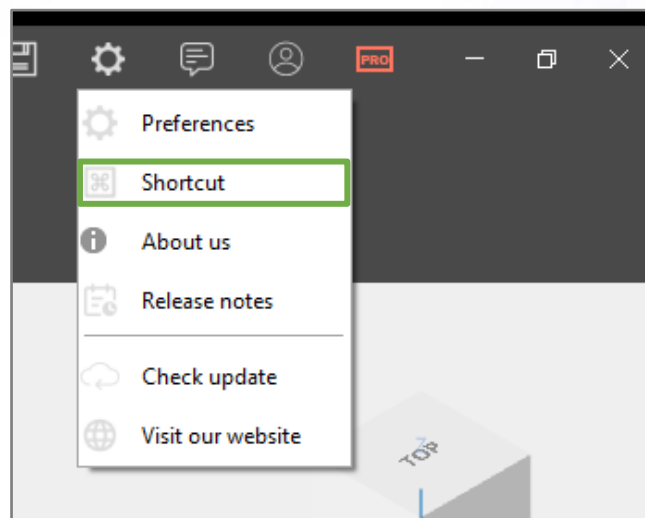 PRO
Preferences
Shortcut
About us
Release notes
Check update
Visit our website
TOP
Z